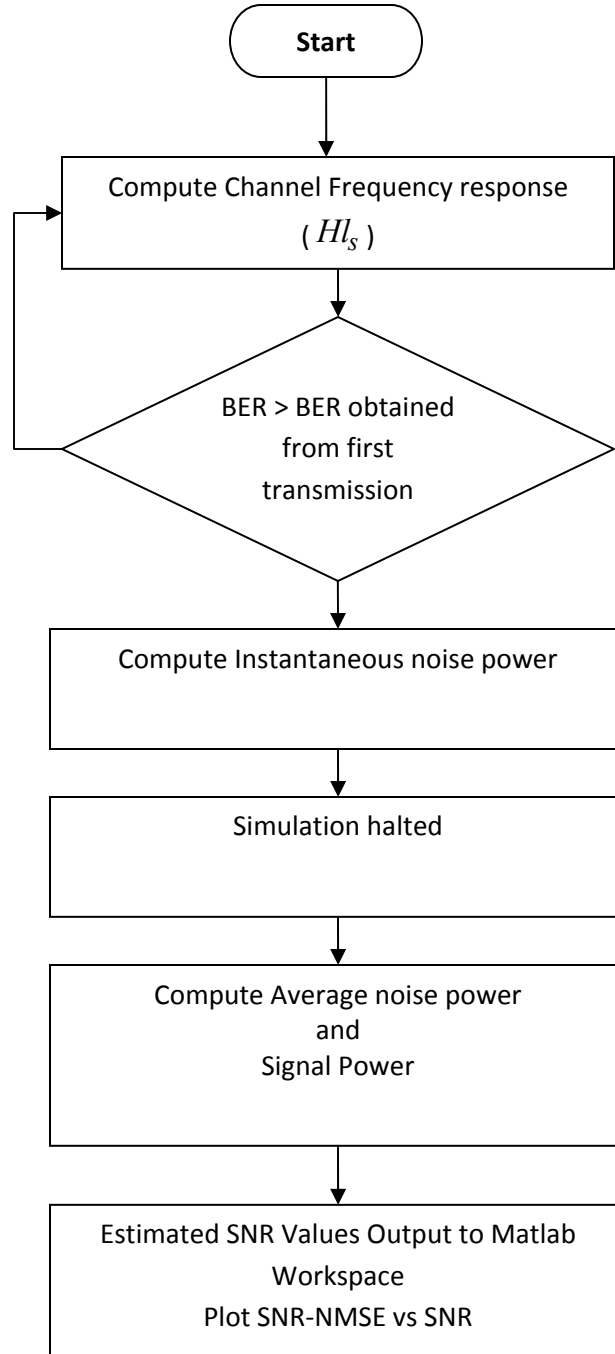 Start
Compute Channel Frequency response
( Hl_s )
BER > BER obtained
from first
transmission
Compute Instantaneous noise power
Simulation halted
Compute Average noise power
and
Signal Power
Estimated SNR Values Output to Matlab
Workspace
Plot SNR-NMSE vs SNR